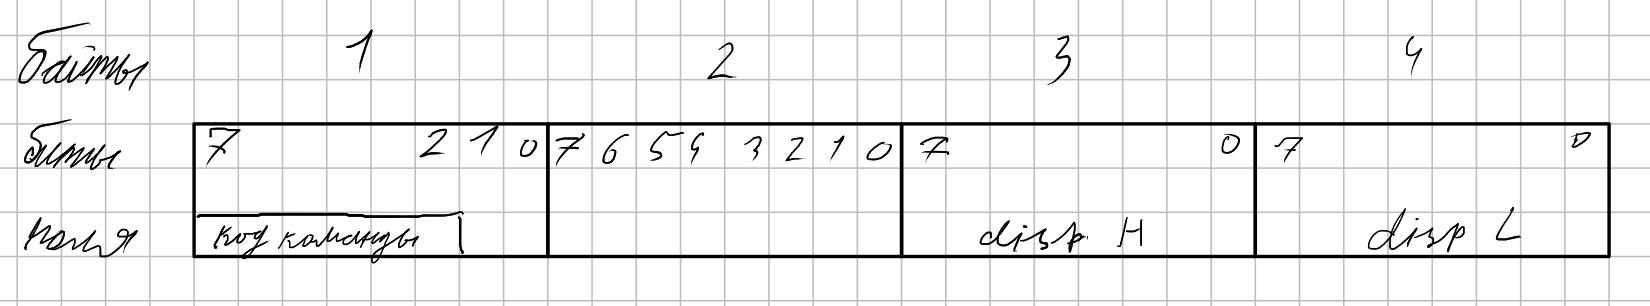 байты 1 2 3 4
биты 7 2 1 0 7 6 5 4 3 2 1 0 7 0 7 0
поля код команды disp H disp L